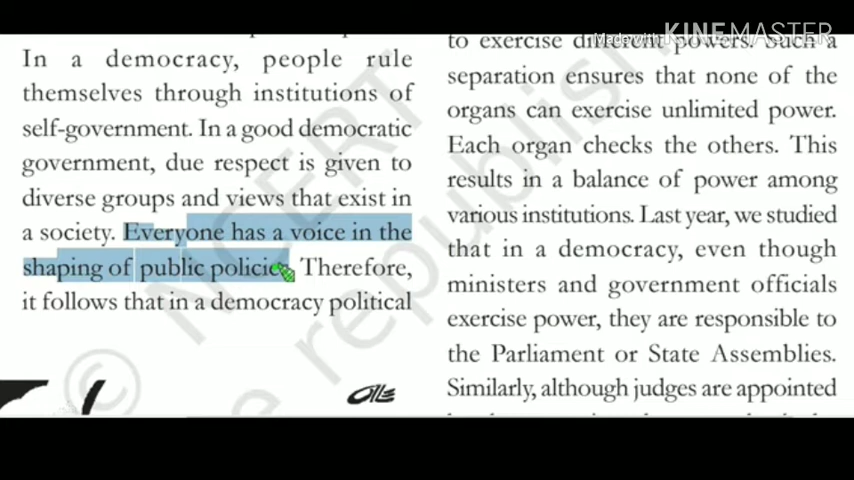 Made with KINEMASTER
In a democracy, people rule
themselves through institutions of
self-government. In a good democratic
government, due respect is given to
diverse groups and views that exist in
a society. Everyone has a voice in the
shaping of public policies. Therefore,
it follows that in a democracy political
to exercise different powers. Such a
separation ensures that none of the
organs can exercise unlimited power.
Each organ checks the others. This
results in a balance of power among
various institutions. Last year, we studied
that in a democracy, even though
ministers and government officials
exercise power, they are responsible to
the Parliament or State Assemblies.
Similarly, although judges are appointed
© NCERT
republish